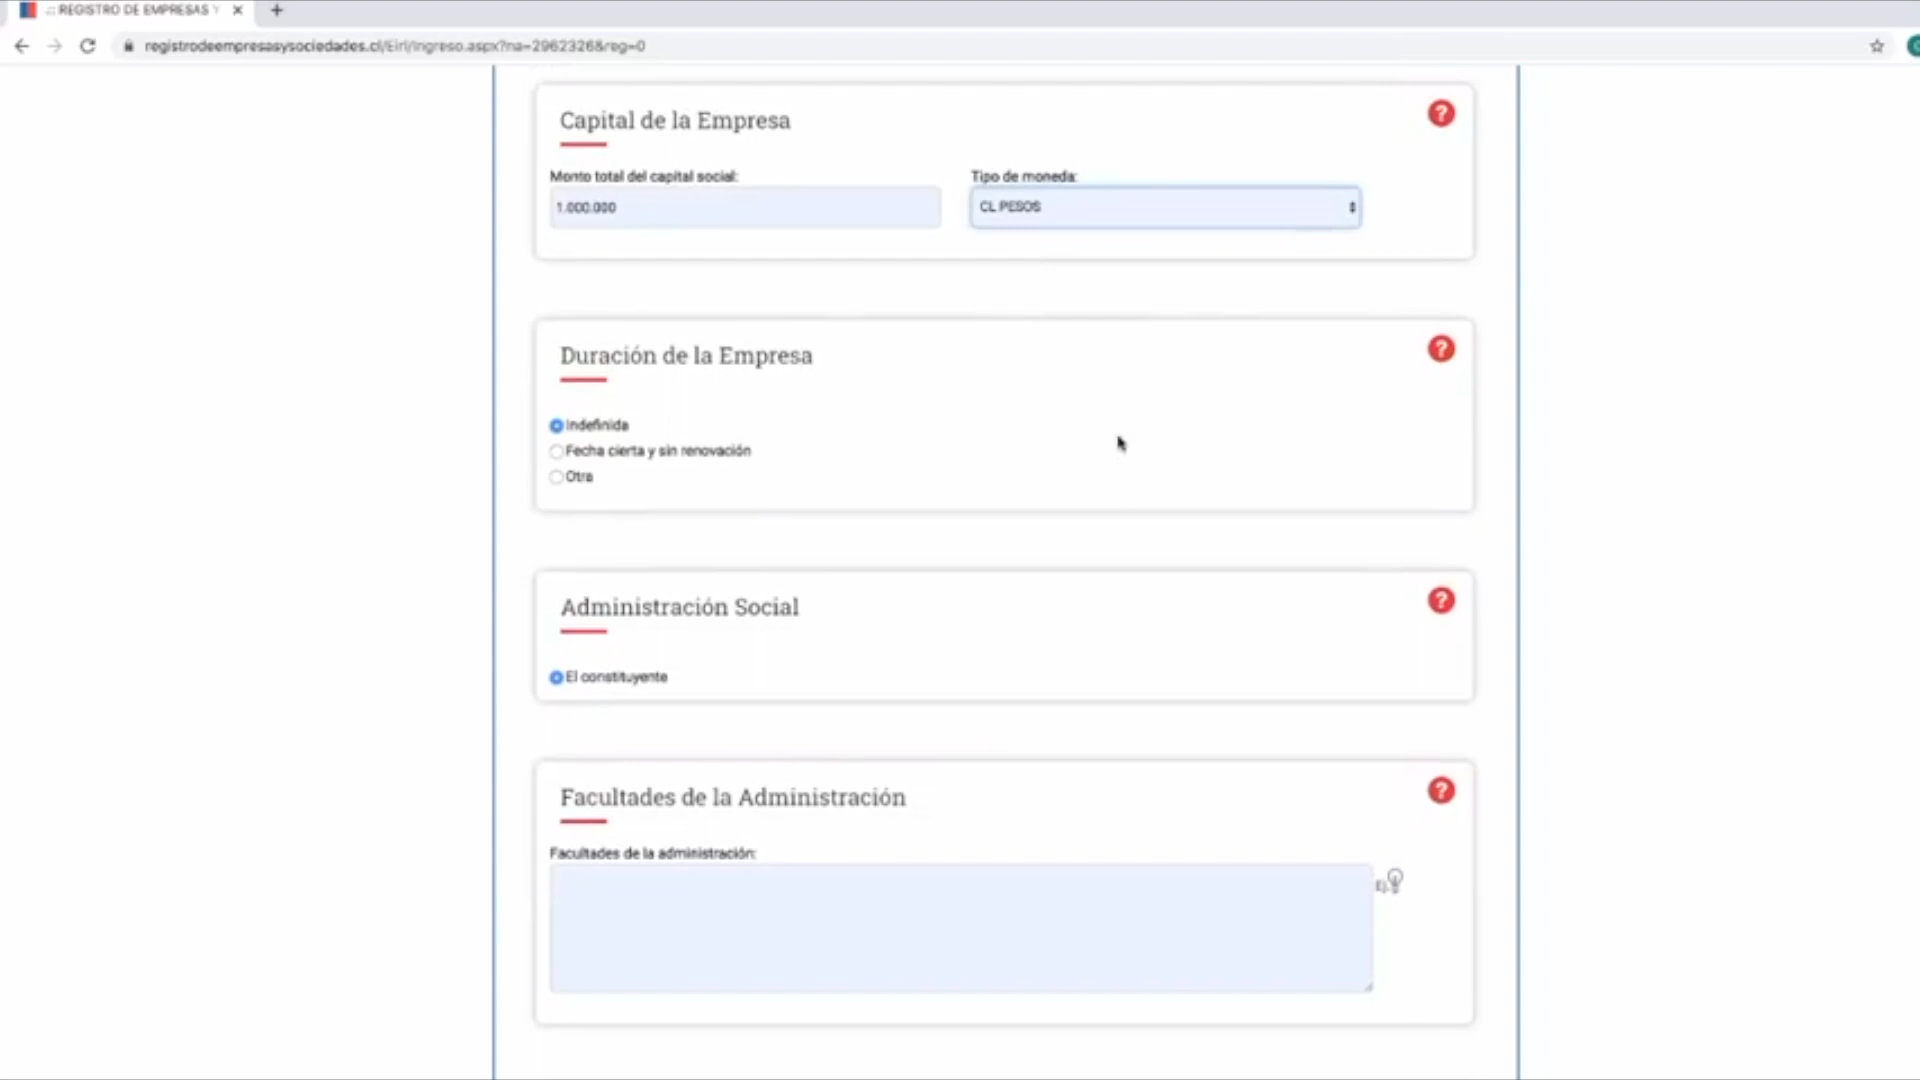 .:: REGISTRO DE EMPRESAS Y
registrodeempresasysociedades.cl/Eirl/Ingreso.aspx?na=2962326&reg=0
Capital de la Empresa
?
Monto total del capital social:
Tipo de moneda:
1.000.000
CL PESOS
Duración de la Empresa
?
Indefinida
Fecha cierta y sin renovación
Otra
Administración Social
?
El constituyente
Facultades de la Administración
?
Facultades de la administración:
Ej.